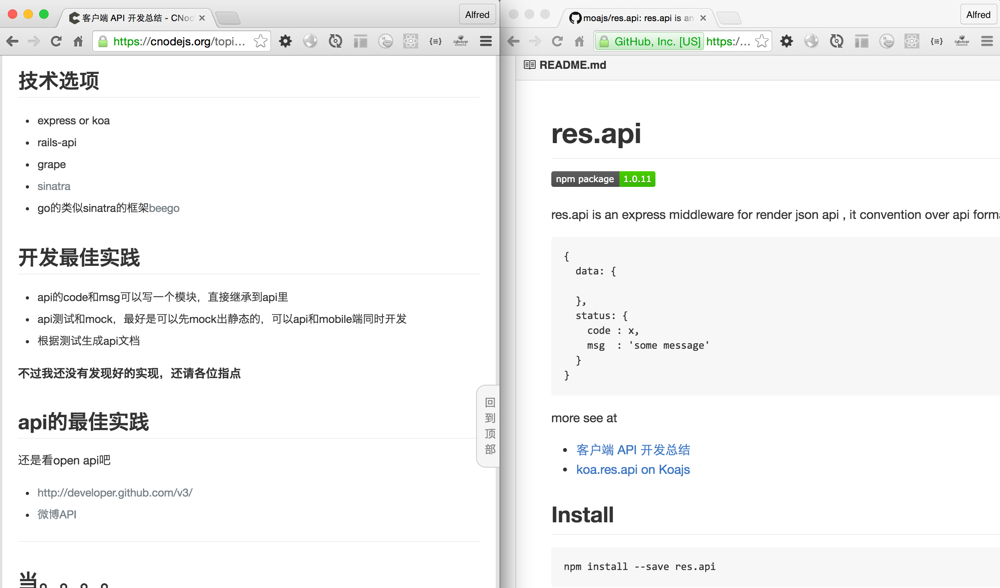 客户端 API 开发总结 - CNod
Alfred
https://cnodejs.org/topi...
{=}
CoffeeScript
console
技术选项
express or koa
rails-api
grape
sinatra
go的类似sinatra的框架beego
开发最佳实践
api的code和msg可以写一个模块，直接继承到api里
api测试和mock，最好是可以先mock出静态的，可以api和mobile端同时开发
根据测试生成api文档
不过我还没有发现好的实现，还请各位指点
api的最佳实践
还是看open api吧
http://developer.github.com/v3/
微博API
当。。。。
回
到
顶
部
moajs/res.api: res.api is an
Alfred
GitHub, Inc. [US] https:/...
{=}
CoffeeScript
console
README.md
res.api
npm package 1.0.11
res.api is an express middleware for render json api , it convention over api forma
{
data: {
},
status: {
code : x,
msg : 'some message'
}
}
more see at
客户端 API 开发总结
koa.res.api on Koajs
Install
npm install --save res.api